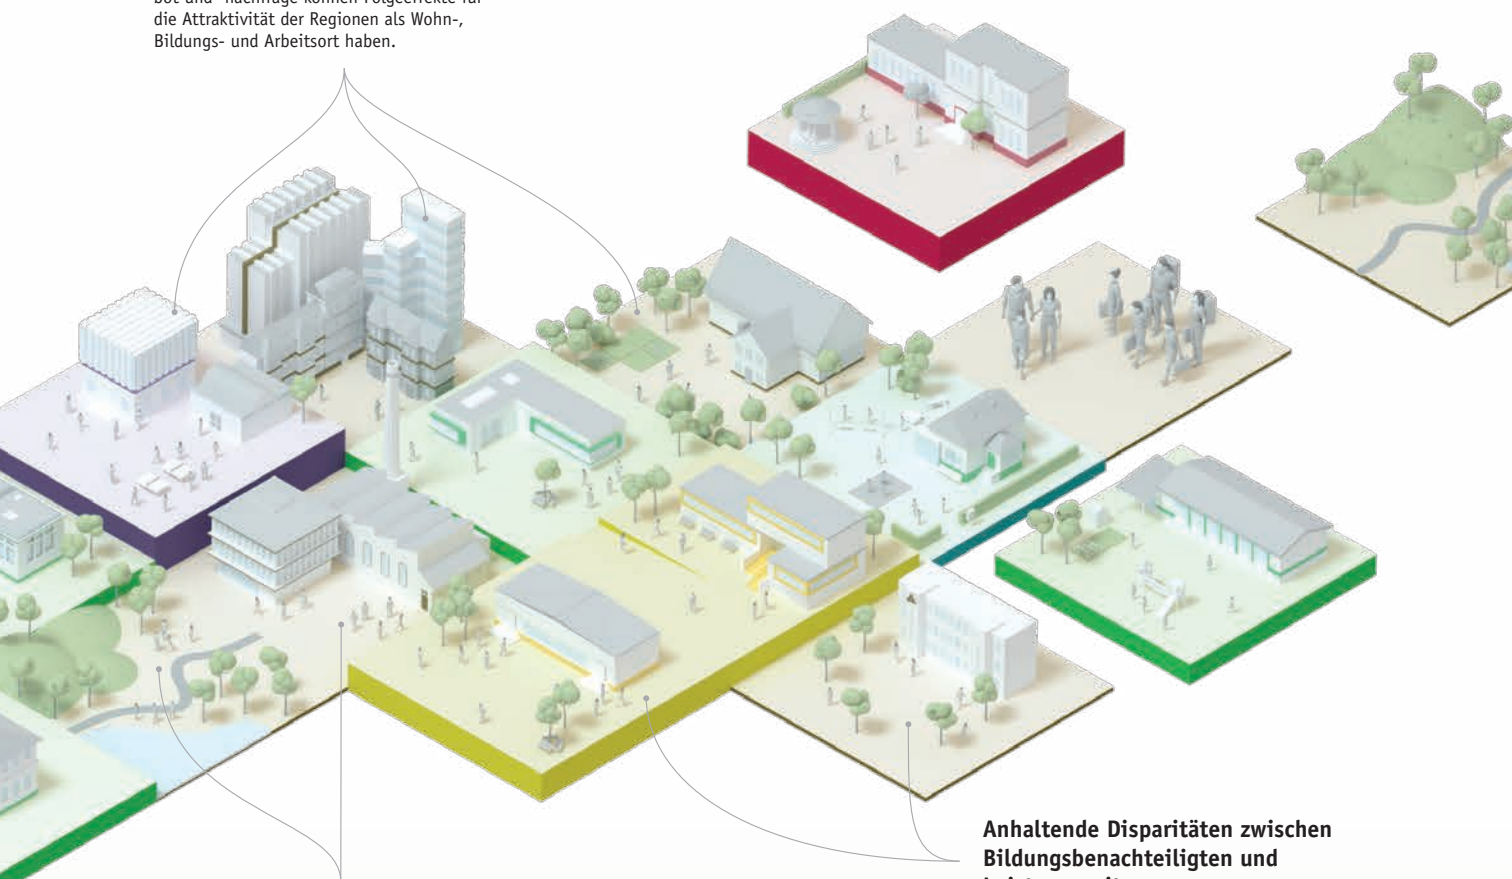 bot und -nachfrage können Folgeeffekte für
die Attraktivität der Regionen als Wohn-,
Bildungs- und Arbeitsort haben.
Anhaltende Disparitäten zwischen
Bildungsbenachteiligten und